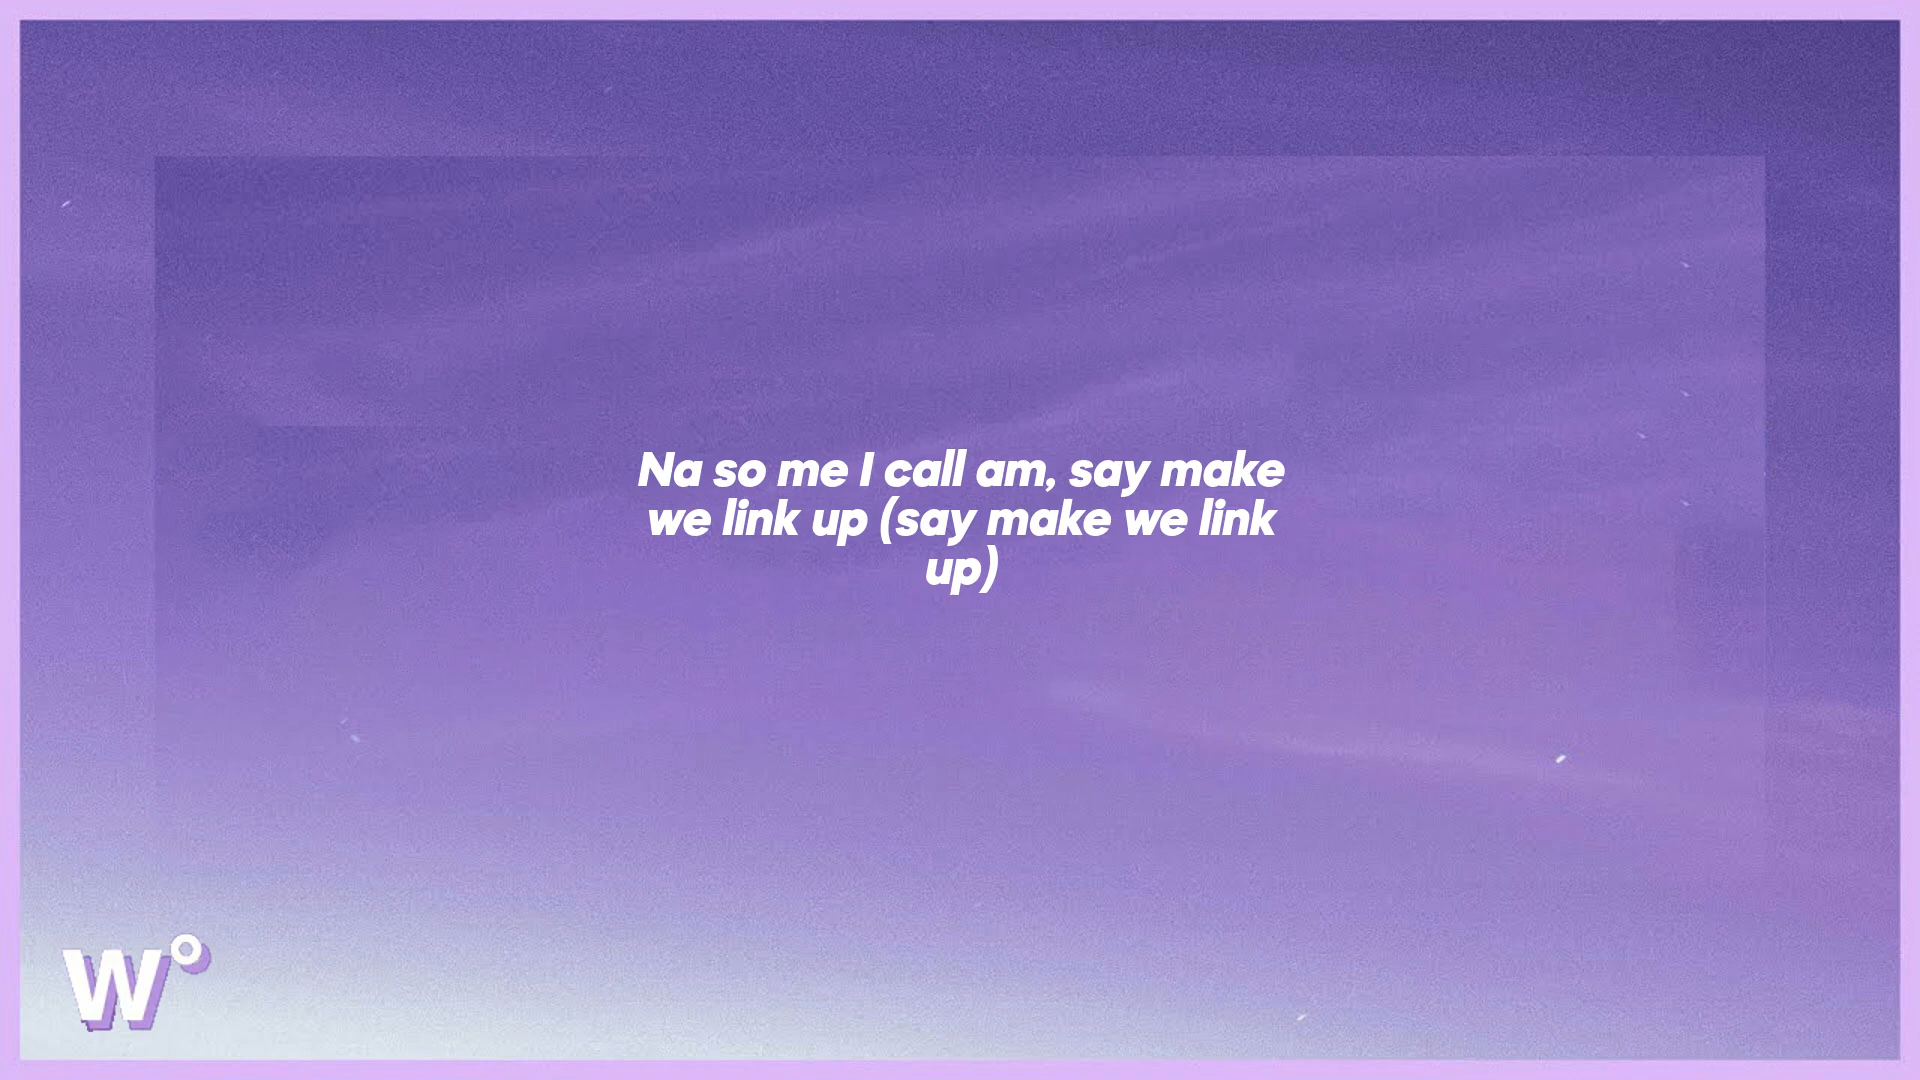 Na so me I call am, say make
we link up (say make we link
up)
W°